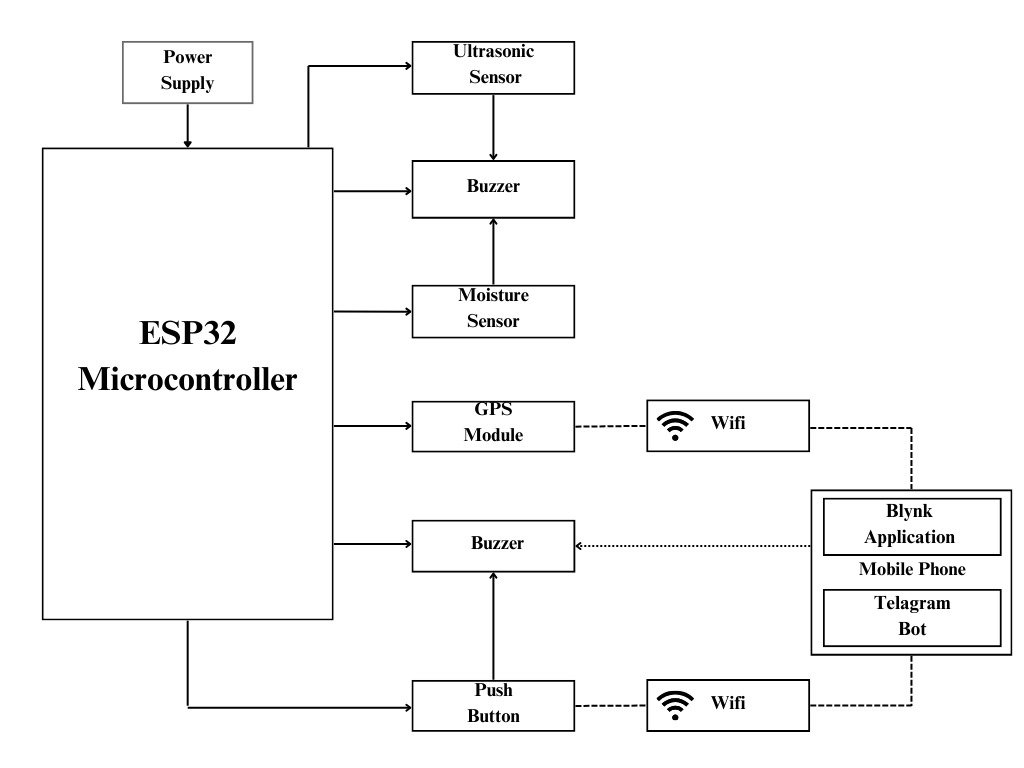 Power
Supply
Ultrasonic
Sensor
Buzzer
Moisture
Sensor
ESP32
Microcontroller
GPS
Module
Wifi
Blynk
Application
Buzzer
Mobile Phone
Telagram
Bot
Push
Button
Wifi